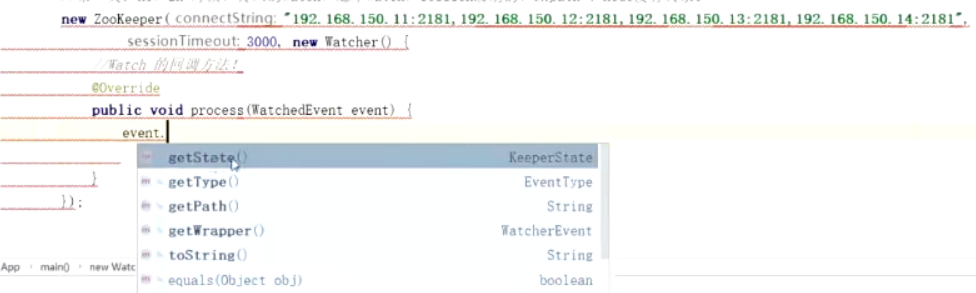 new ZooKeeper( connectString: "192.168.150.11:2181,192.168.150.12:2181,192.168.150.13:2181,192.168.150.14:2181",
sessionTimeout: 3000, new Watcher() {
//Watch 的回调方法!
@Override
public void process(WatchedEvent event) {
event.
getState() KeeperState
getType() EventType
getPath() String
getWrapper() WatcherEvent
toString() String
equals(Object obj) boolean
}
});
App › main() › new Watc